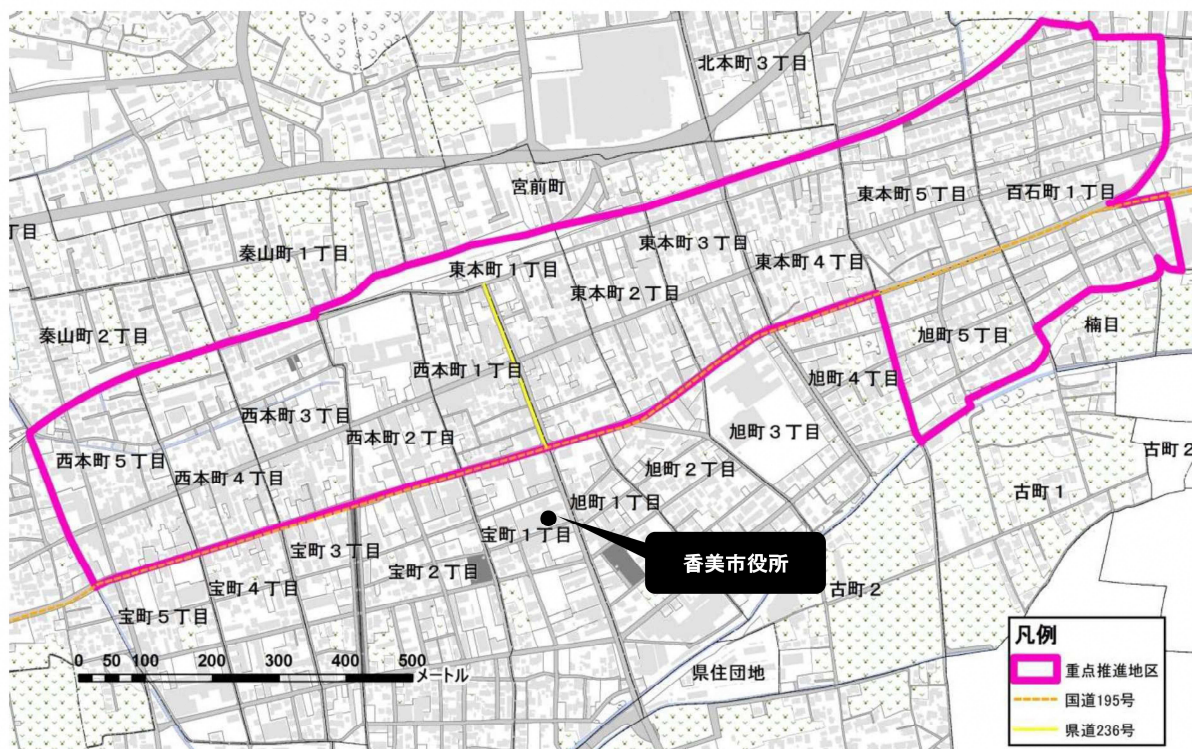 北本町3丁目
宮前町
東本町5丁目
百石町1丁目
丁目
秦山町1丁目
東本町3丁目
東本町1丁目
東本町4丁目
東本町2丁目
秦山町2丁目
旭町5丁目
楠目
西本町1丁目
旭町4丁目
西本町3丁目
西本町2丁目
旭町3丁目
西本町5丁目
西本町4丁目
旭町2丁目
古町2
古町1
旭町1丁目
宝町1丁目
宝町3丁目
宝町2丁目
香美市役所
宝町4丁目
古町2
宝町5丁目
県住団地
0 50 100 200 300 400 500
メートル
凡例
重点推進地区
国道195号
県道236号